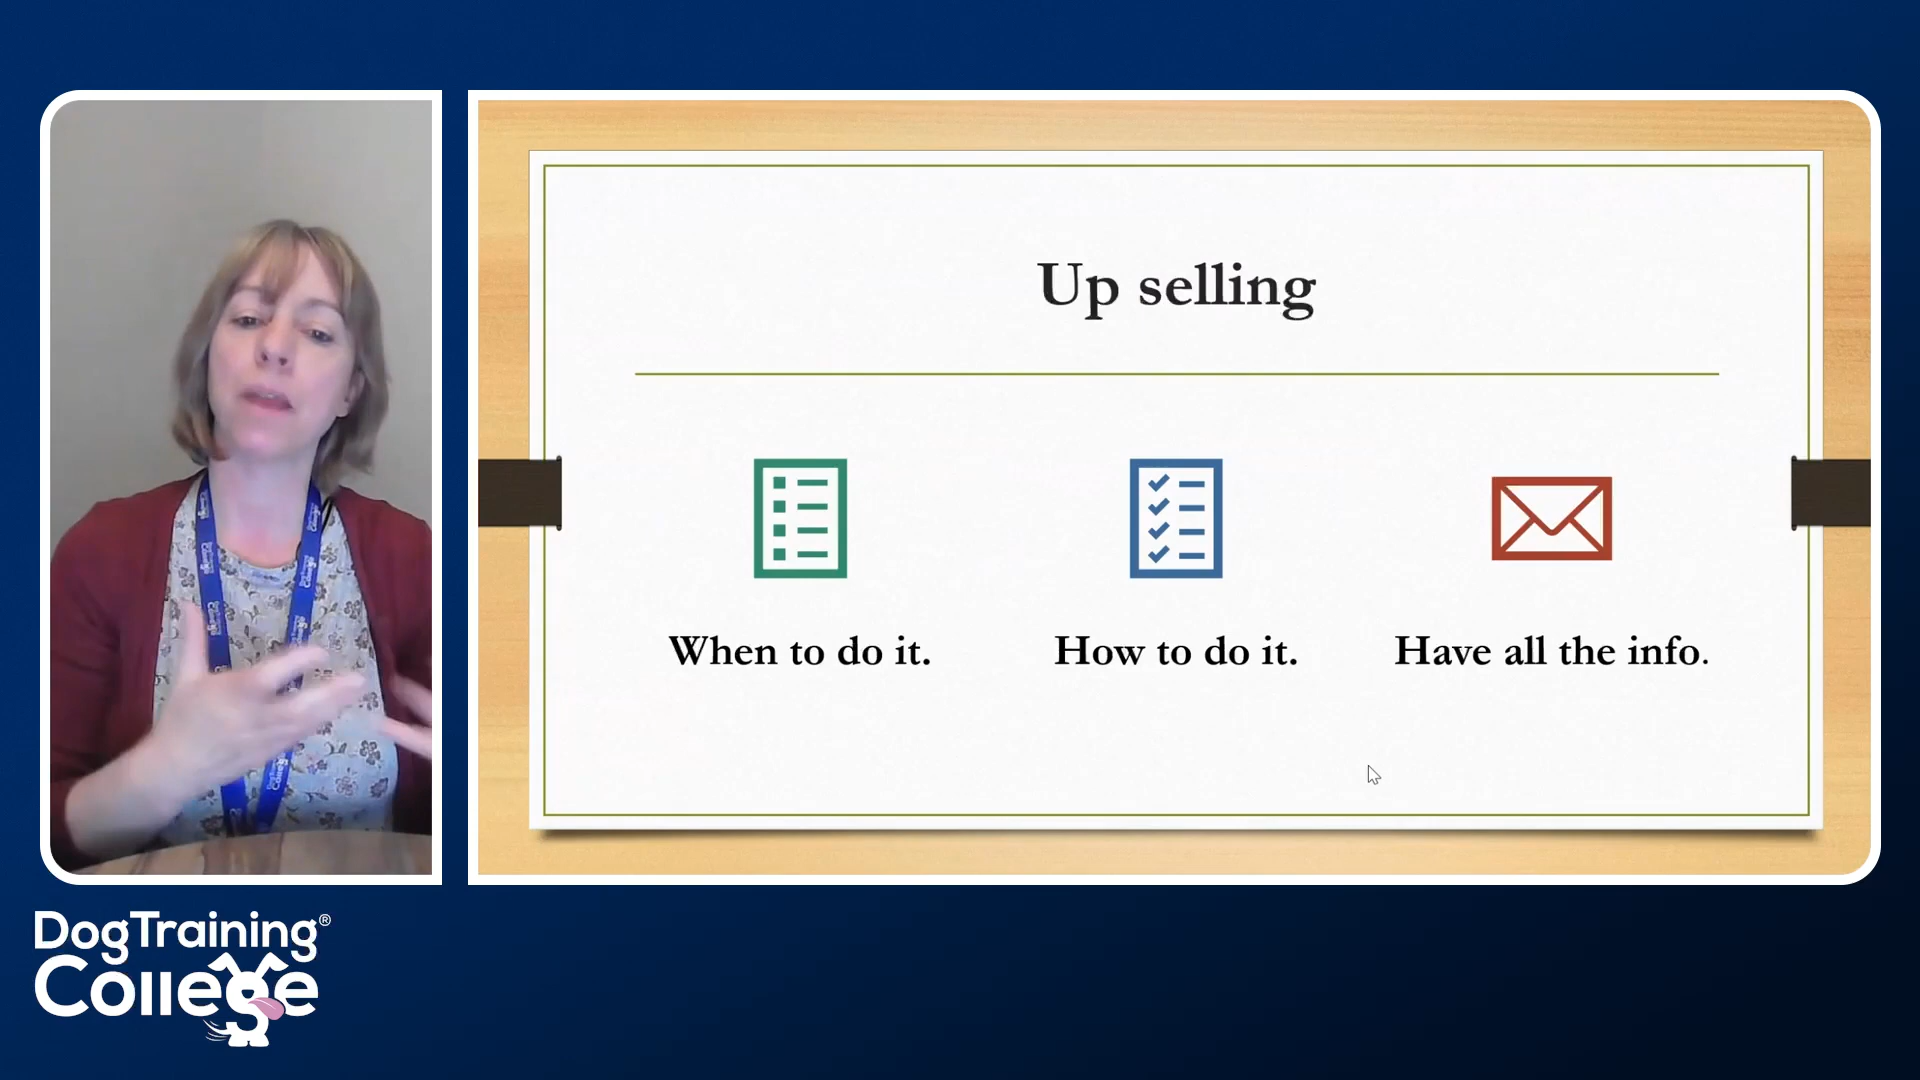 Up selling
When to do it.
How to do it.
Have all the info.
DogTraining®
College